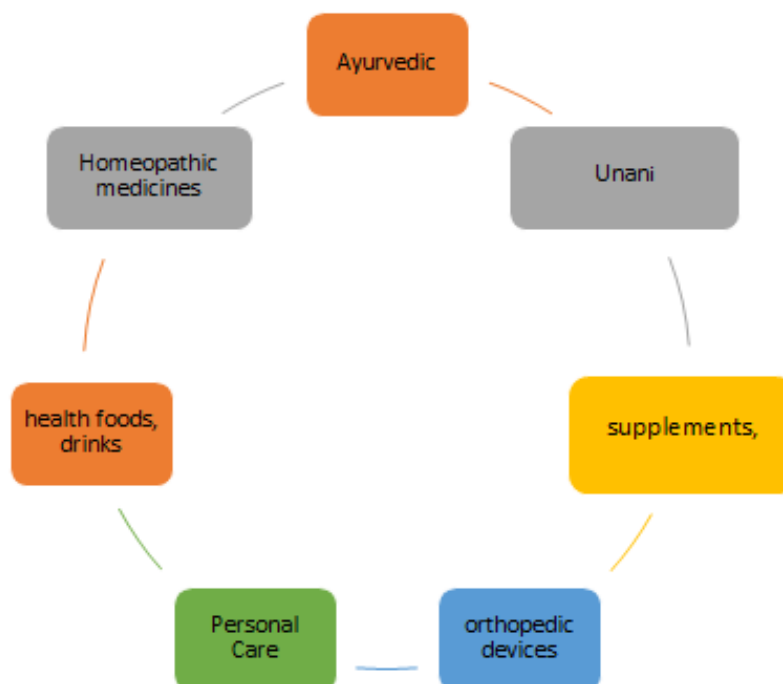 Ayurvedic
Unani
supplements,
orthopedic
devices
Personal
Care
health foods,
drinks
Homeopathic
medicines